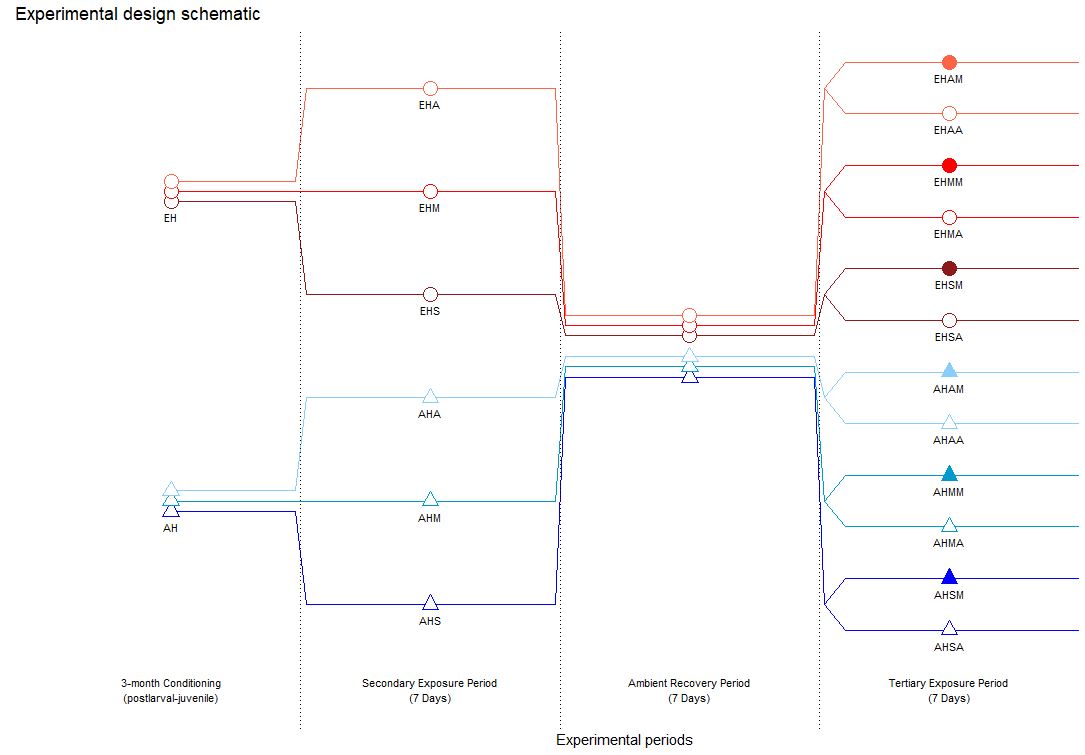 Experimental design schematic
EHAM
EHA
EHAA
EHMM
EHM
EH
EHMA
EHSM
EHS
EHSA
AHAM
AHA
AHAA
AHMM
AHM
AH
AHMA
AHSM
AHS
AHSA
3-month Conditioning
(postlarval-juvenile)
Secondary Exposure Period
(7 Days)
Ambient Recovery Period
(7 Days)
Tertiary Exposure Period
(7 Days)
Experimental periods